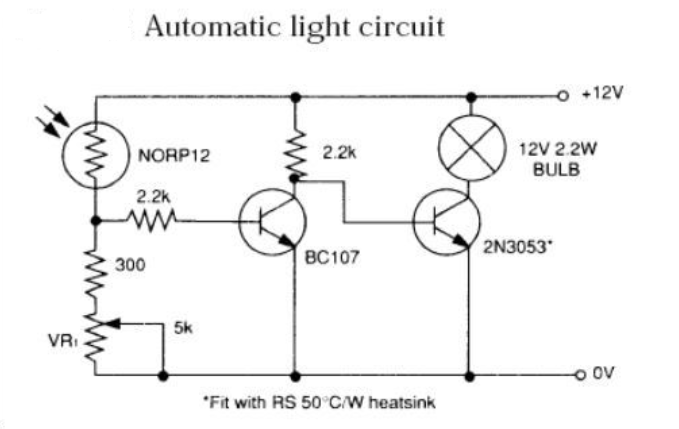 Automatic light circuit
+12V
NORP12
2.2k
12V 2.2W
BULB
2.2k
BC107
2N3053*
300
5k
VR1
0V
*Fit with RS 50°C/W heatsink